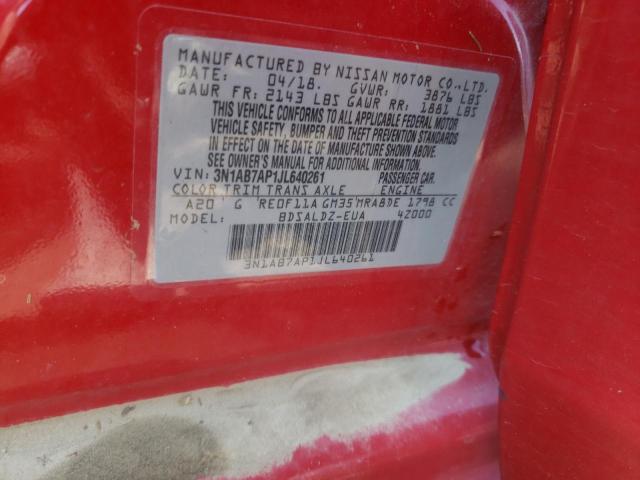 MANUFACTURED BY NISSAN MOTOR CO., LTD.
DATE: 04/18. GVWR: 3876 LBS
GAWR FR: 2143 LBS GAWR RR: 1881 LBS
THIS VEHICLE CONFORMS TO ALL APPLICABLE FEDERAL MOTOR
VEHICLE SAFETY, BUMPER AND THEFT PREVENTION STANDARDS
IN EFFECT ON THE DATE OF MANUFACTURE SHOWN ABOVE.
SEE OWNER'S MANUAL FOR ADDITIONAL INFORMATION.
VIN: 3N1AB7AP1JL640261 PASSENGER CAR
COLOR TRIM TRANS AXLE ENGINE
A20 G RE0F11A GM35 MRA8DE 1798 CC
MODEL: BDSALDZ-EUA 4Z000
3N1AB7AP1JL640261